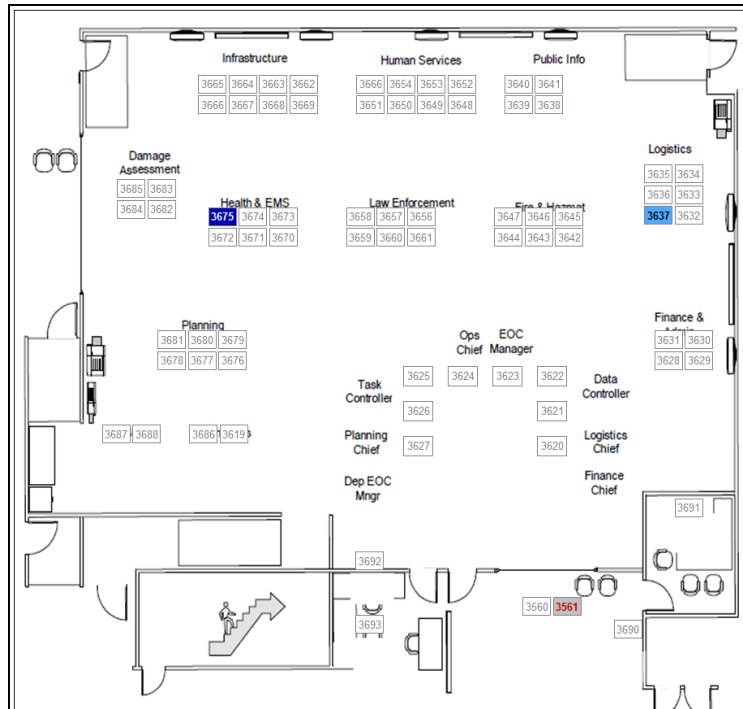 Infrastructure
Human Services
Public Info
3665 3664 3663 3662
3666 3667 3668 3669
3666 3654 3653 3652
3651 3650 3649 3648
3640 3641
3639 3638
Damage
Assessment
3685 3683
3684 3682
Logistics
3635 3634
3636 3633
3637 3632
Health & EMS
3675 3674 3673
3672 3671 3670
Law Enforcement
3658 3657 3656
3659 3660 3661
Fire & Hazmat
3647 3646 3645
3644 3643 3642
Planning
3681 3680 3679
3678 3677 3676
Finance &
Admin
3631 3630
3628 3629
Ops
Chief
EOC
Manager
3625 3624 3623 3622
Task
Controller
Data
Controller
3626 3621
3687 3688 3686 3619
Planning
Chief
3627 3620
Logistics
Chief
Dep EOC
Mngr
Finance
Chief
3691
3692
3560 3561
3693
3690